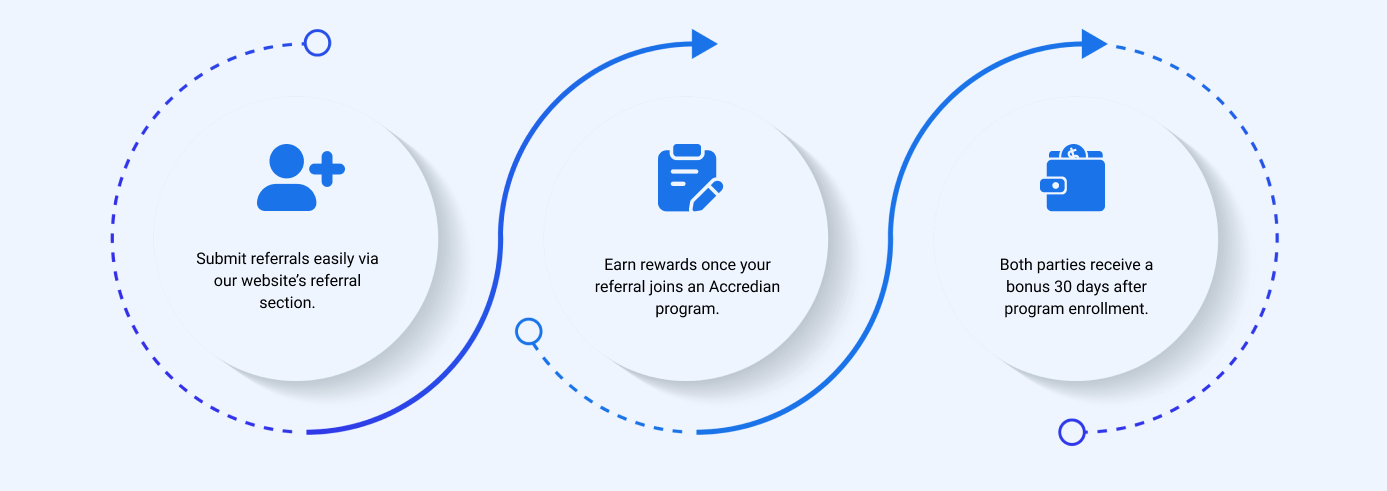 Submit referrals easily via
our website’s referral
section.
Earn rewards once your
referral joins an Accredian
program.
Both parties receive a
bonus 30 days after
program enrollment.